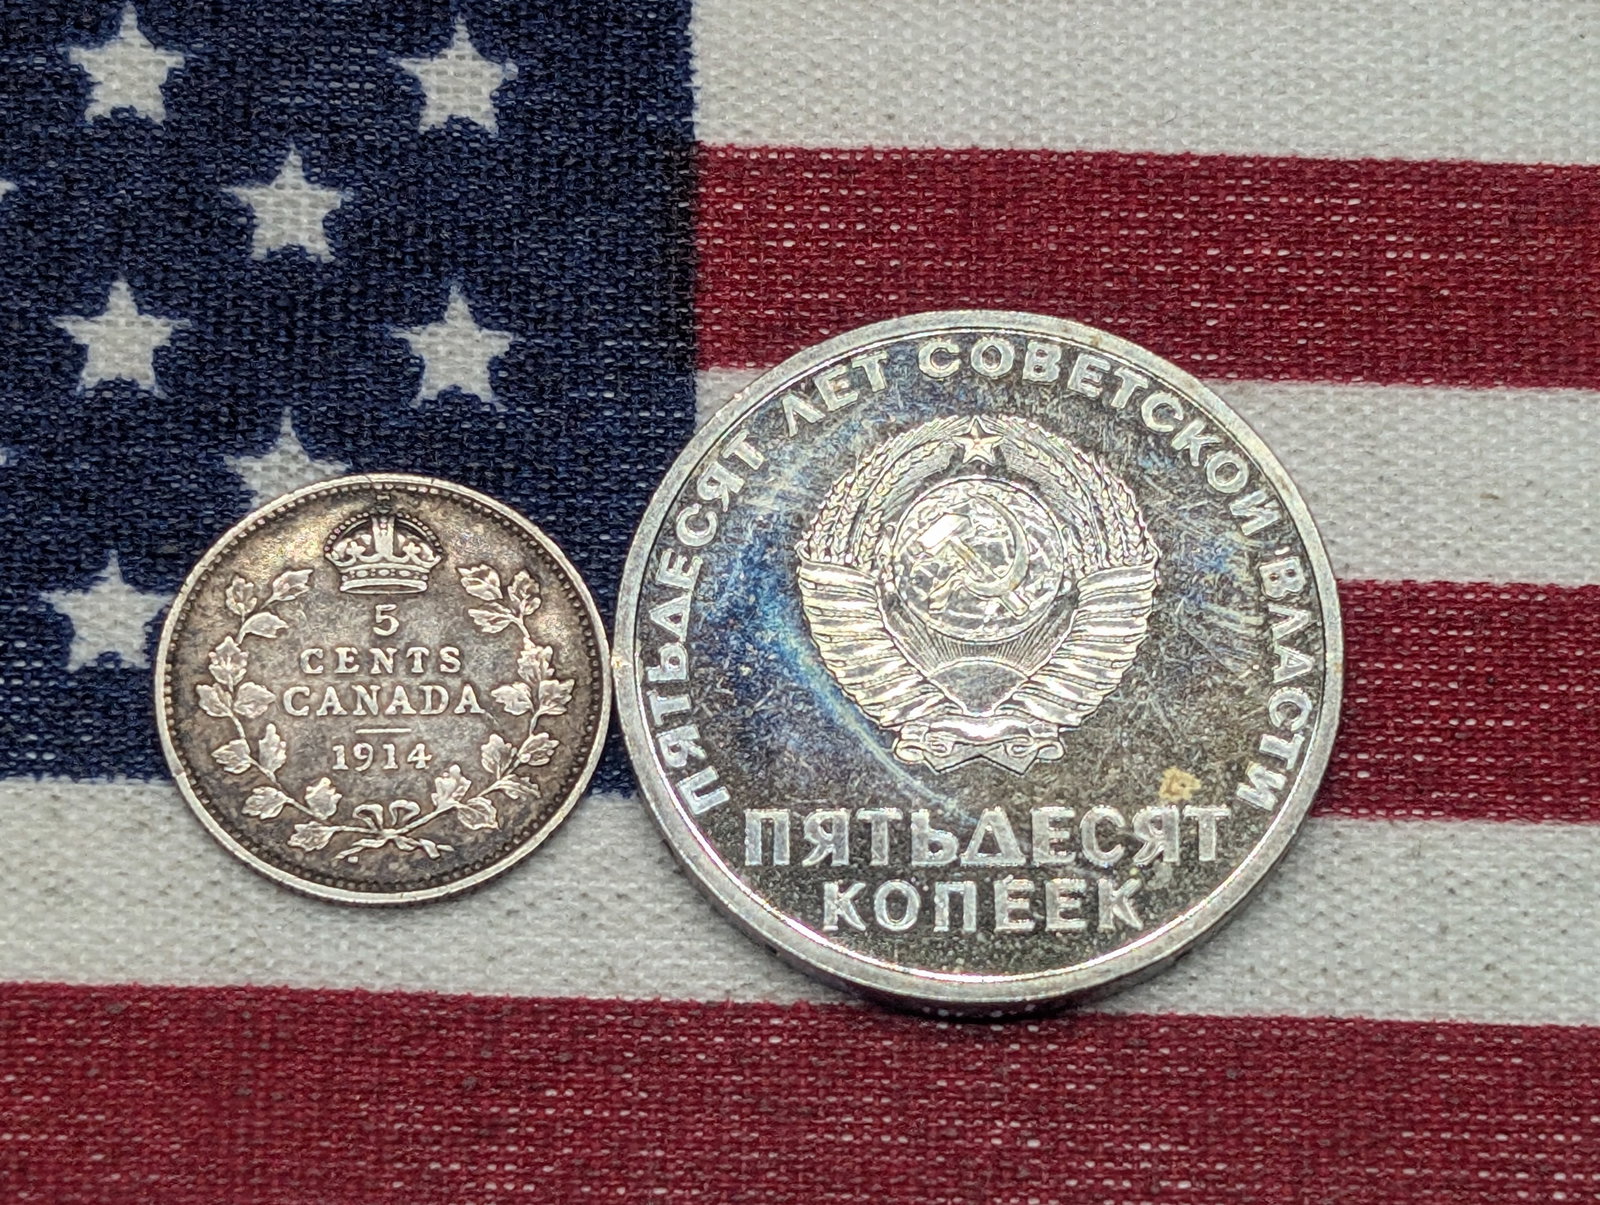 5
CENTS
CANADA
1914
ПЯТЬДЕСЯТ ЛЕТ СОВЕТСКОЙ ВЛАСТИ
ПЯТЬДЕСЯТ
КОПЕЕК